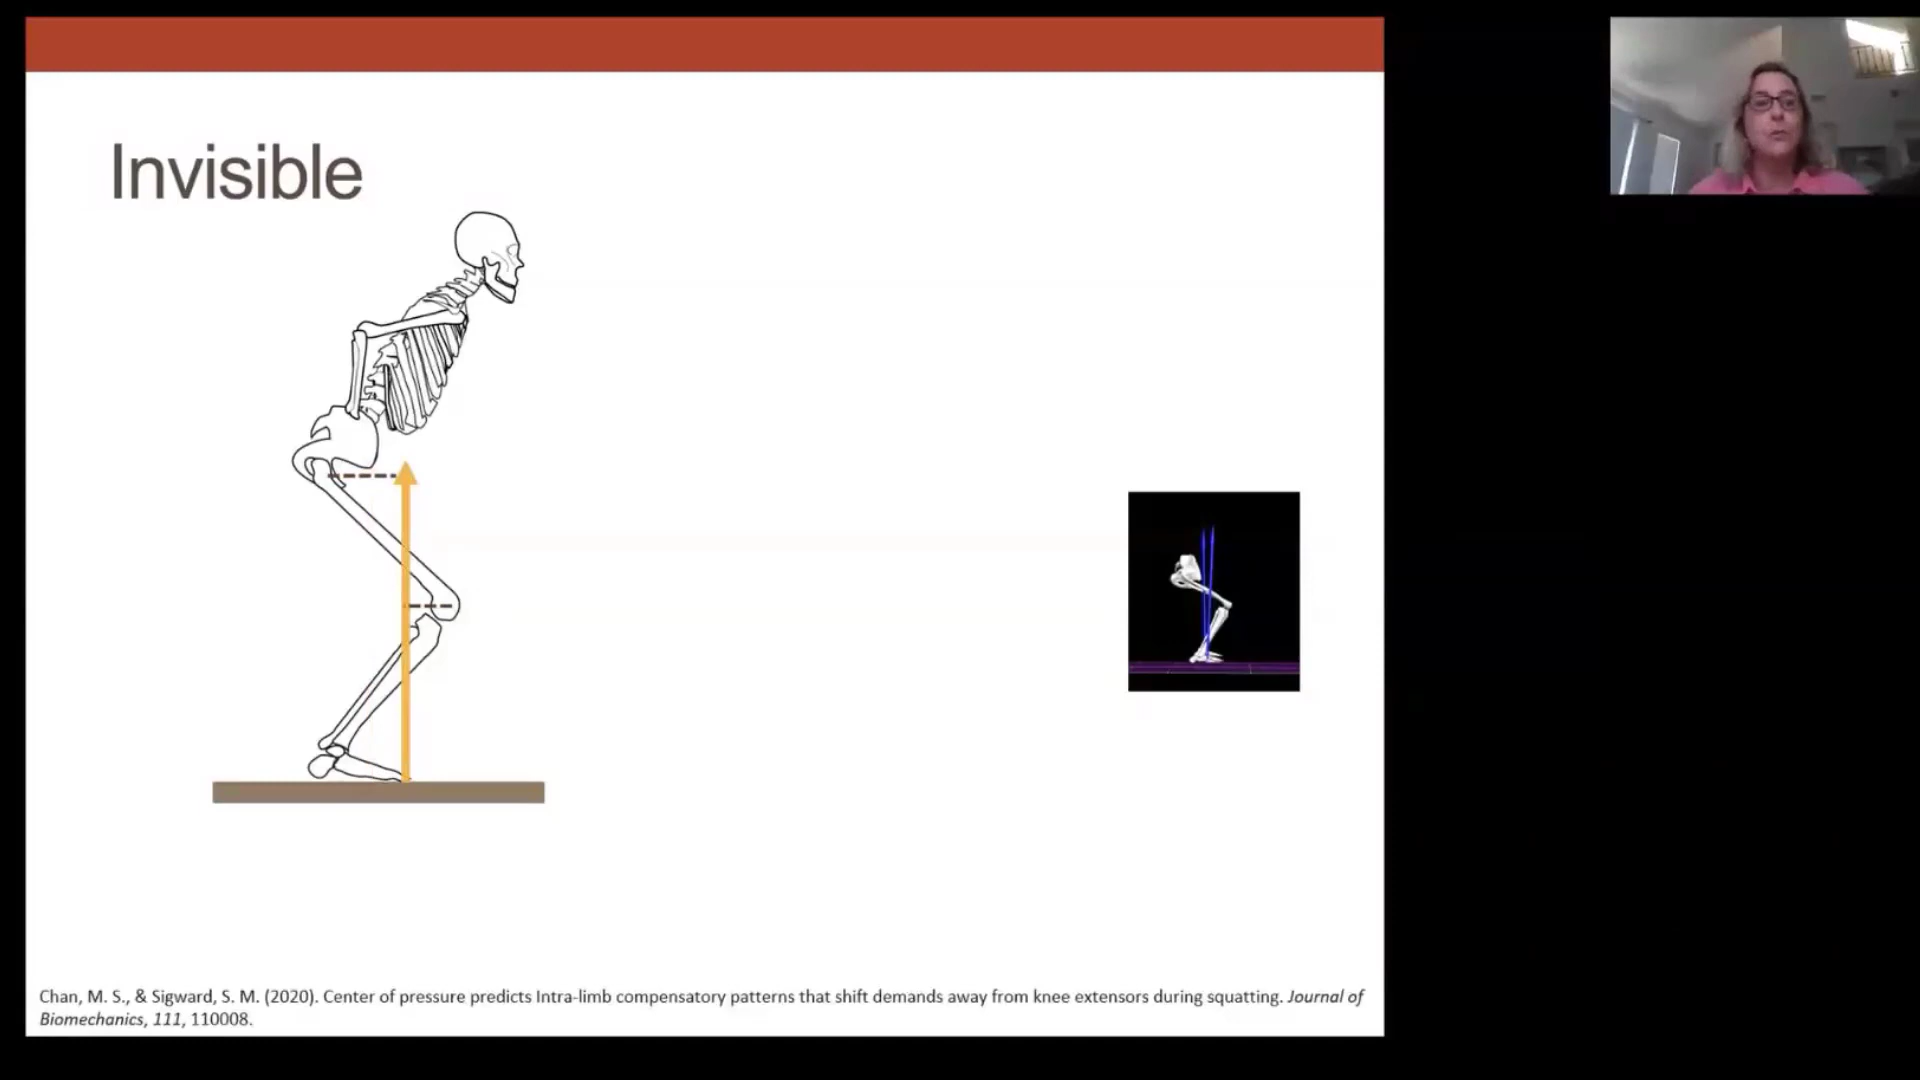 Invisible
Chan, M. S., & Sigward, S. M. (2020). Center of pressure predicts Intra-limb compensatory patterns that shift demands away from knee extensors during squatting. Journal of
Biomechanics, 111, 110008.